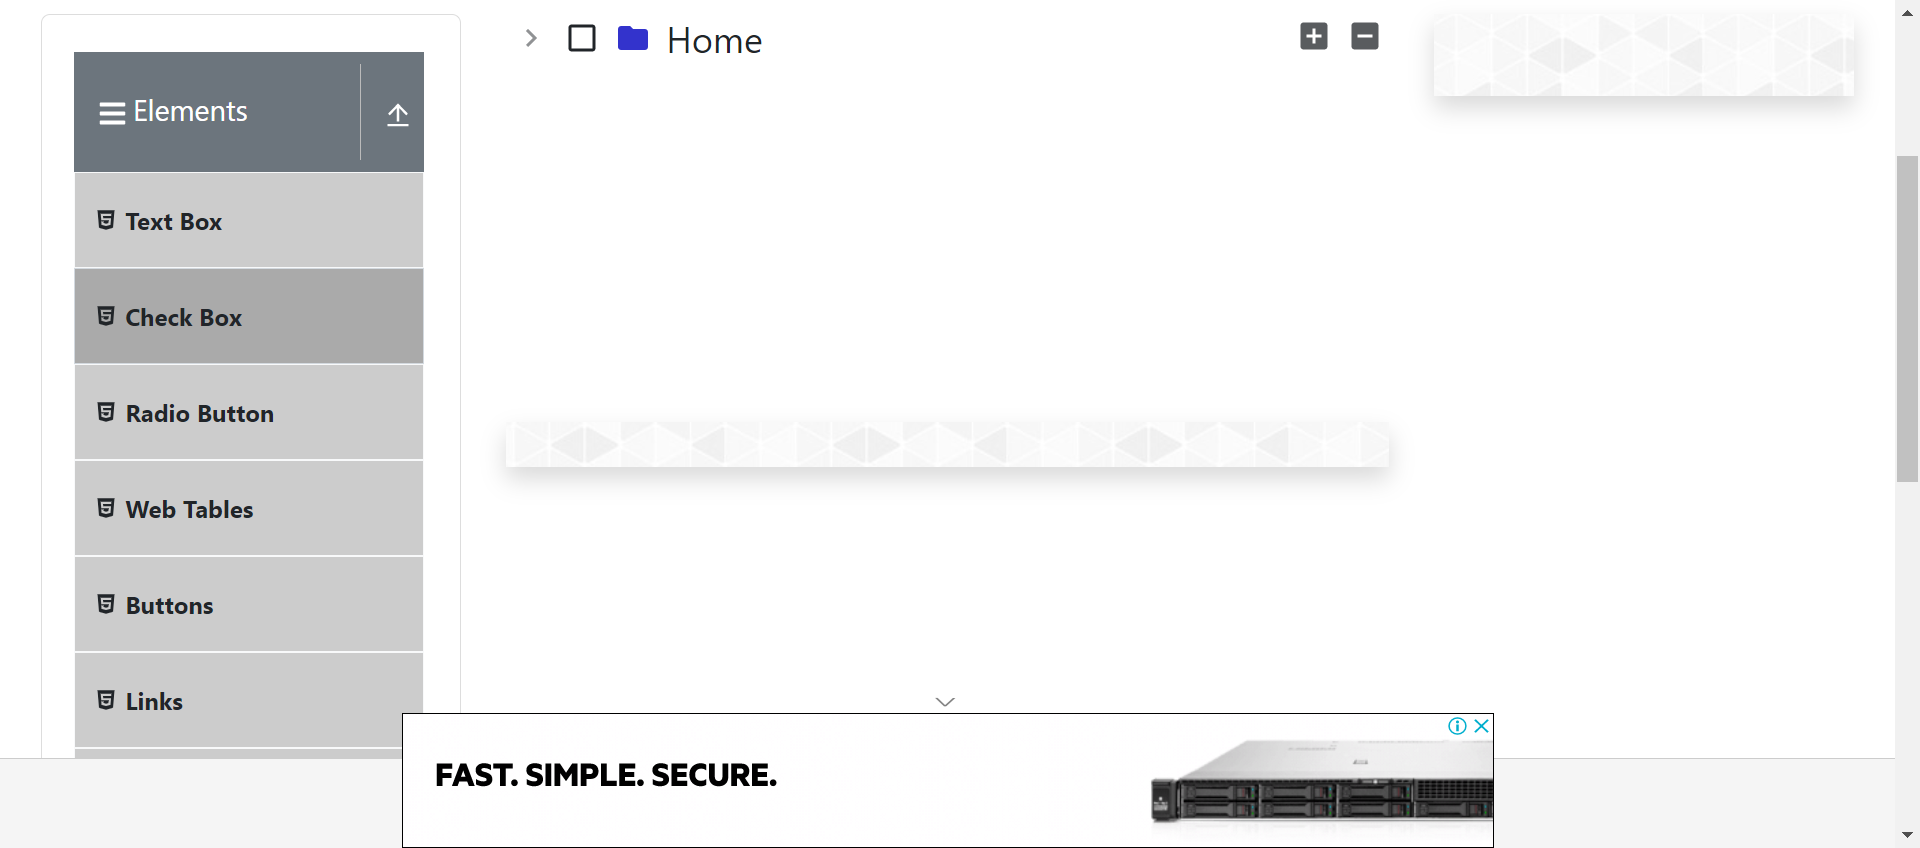 Elements
Text Box
Check Box
Radio Button
Web Tables
Buttons
Links
Home
FAST. SIMPLE. SECURE.